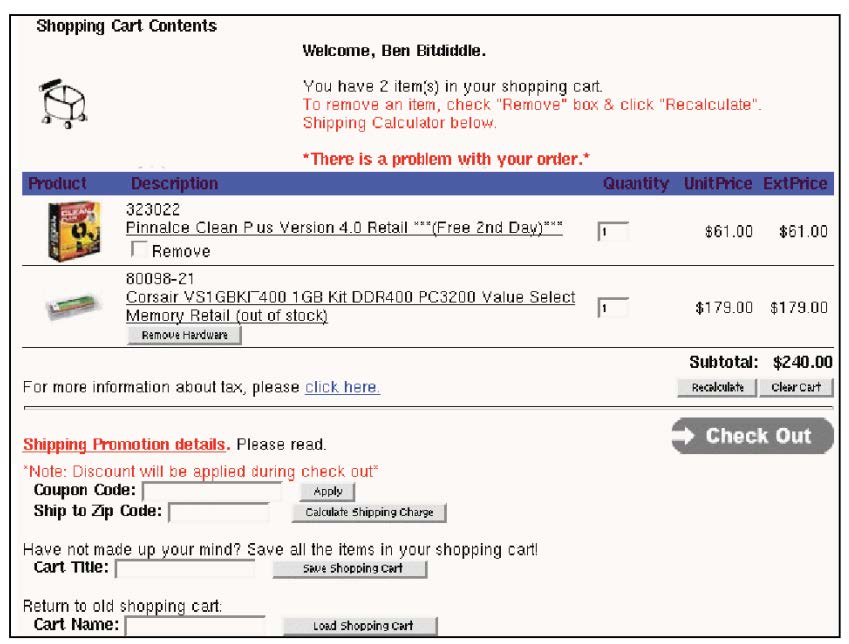 Shopping Cart Contents
Welcome, Ben Bitdiddle.
You have 2 item(s) in your shopping cart.
To remove an item, check "Remove" box & click "Recalculate".
Shipping Calculator below.
*There is a problem with your order.*
Product Description Quantity UnitPrice ExtPrice
323022
Pinnalce Clean P us Version 4.0 Retail ***(Free 2nd Day)*** 1 $61.00 $61.00
Remove
80098-21
Corsair VS1GBKIT400 1GB Kit DDR400 PC3200 Value Select
Memory Retail (out of stock) 1 $179.00 $179.00
Remove Hardware
Subtotal: $240.00
For more information about tax, please click here. Recalculate Clear Cart
Check Out
Shipping Promotion details. Please read.
*Note: Discount will be applied during check out*
Coupon Code: Apply
Ship to Zip Code: Calculate Shipping Charge
Have not made up your mind? Save all the items in your shopping cart!
Cart Title: Save Shopping Cart
Return to old shopping cart:
Cart Name: Load Shopping Cart